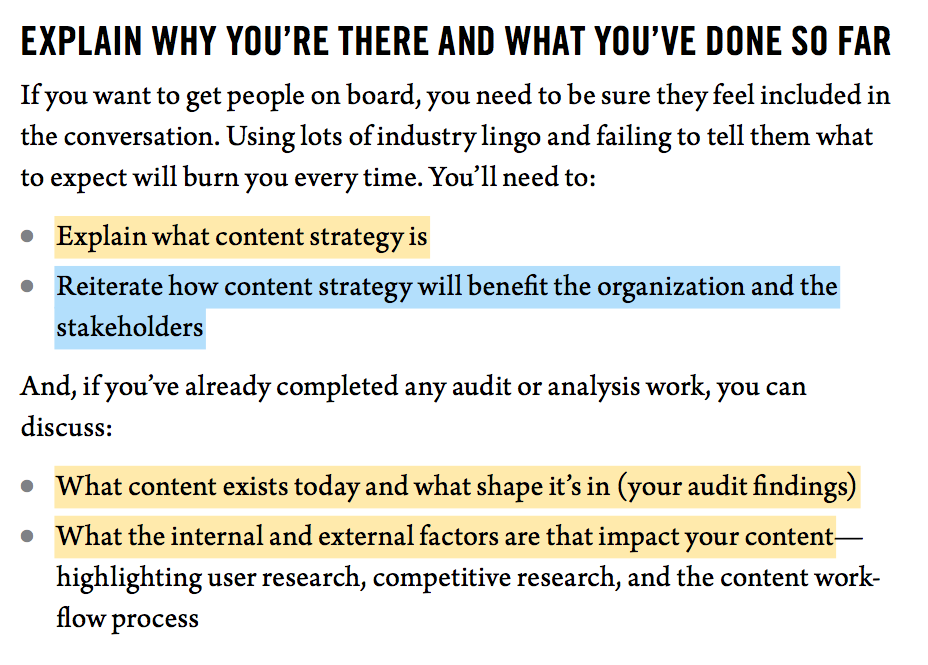 EXPLAIN WHY YOU’RE THERE AND WHAT YOU’VE DONE SO FAR
If you want to get people on board, you need to be sure they feel included in
the conversation. Using lots of industry lingo and failing to tell them what
to expect will burn you every time. You’ll need to:
• Explain what content strategy is
• Reiterate how content strategy will benefit the organization and the
stakeholders
And, if you’ve already completed any audit or analysis work, you can
discuss:
• What content exists today and what shape it’s in (your audit findings)
• What the internal and external factors are that impact your content—
highlighting user research, competitive research, and the content work-
flow process